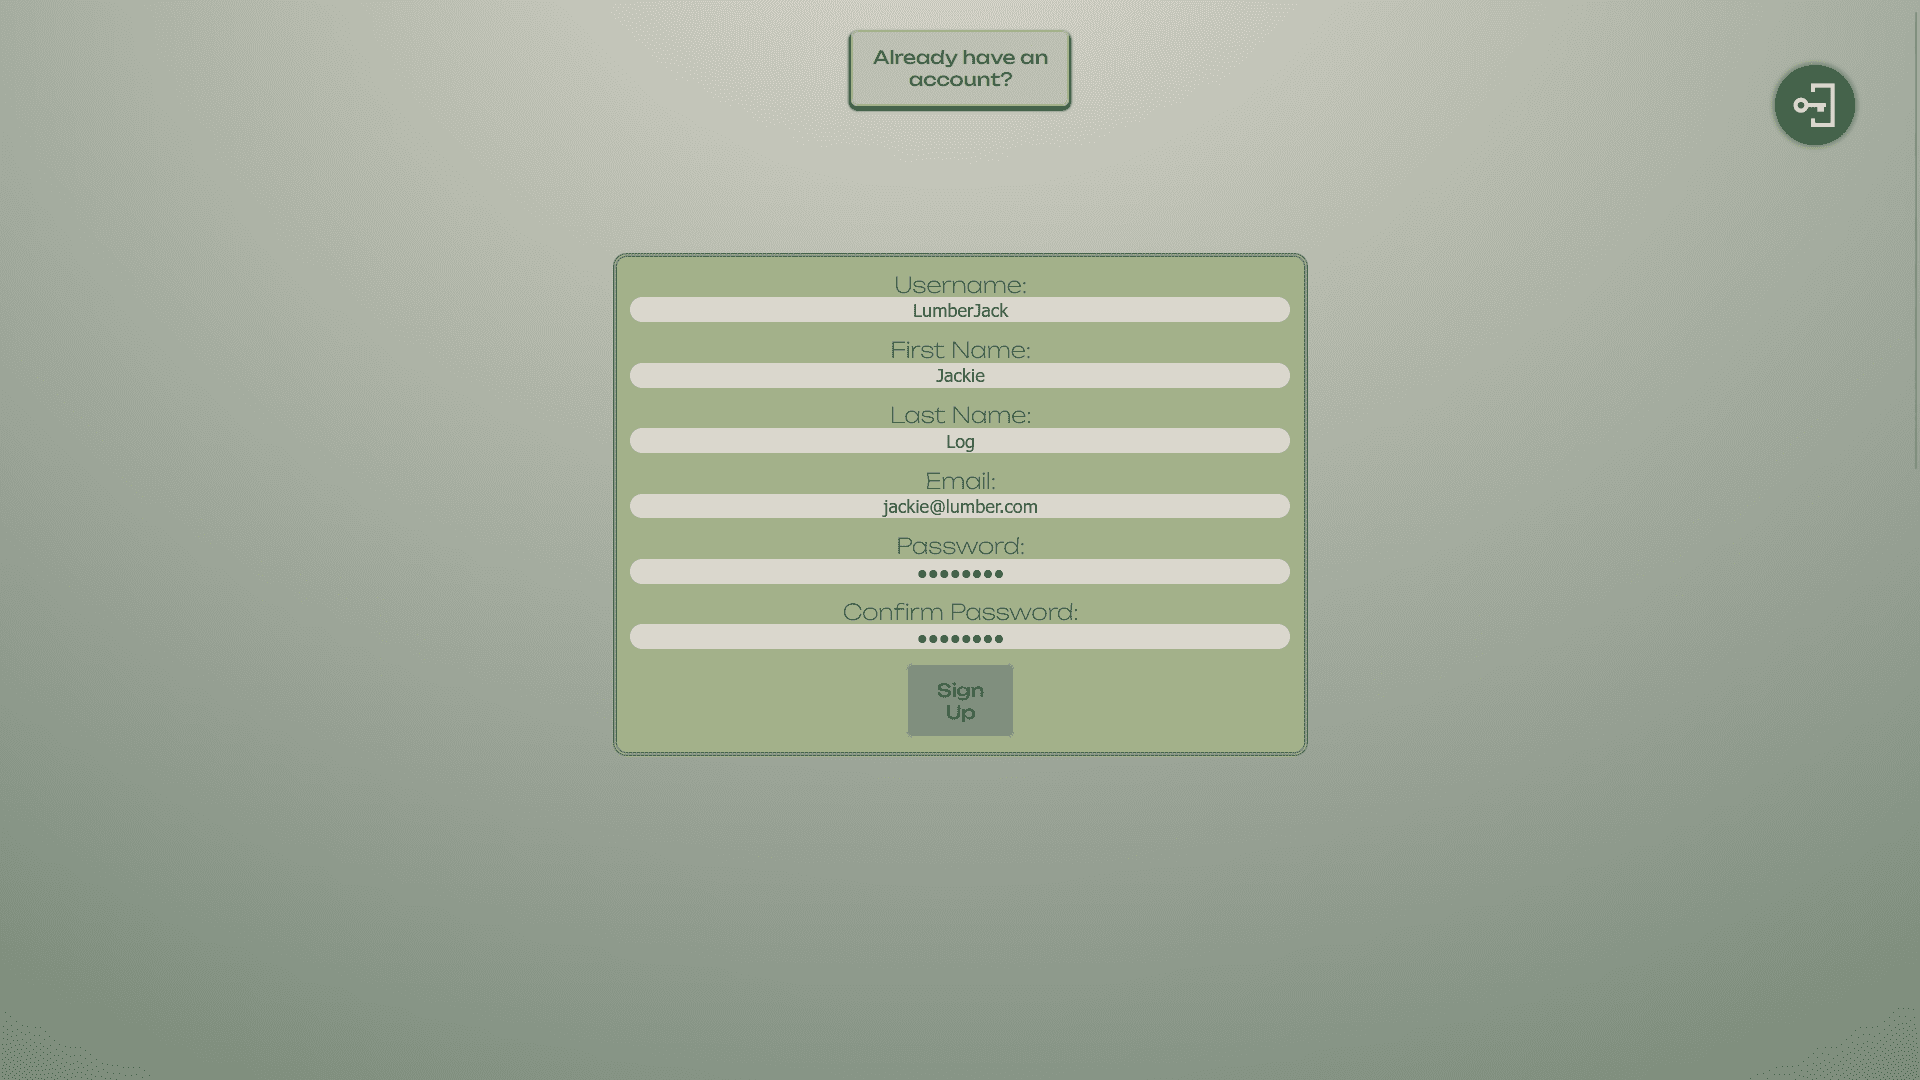 Already have an
account?
Username:
LumberJack
First Name:
Jackie
Last Name:
Log
Email:
jackie@lumber.com
Password:
••••••••
Confirm Password:
••••••••
Sign
Up